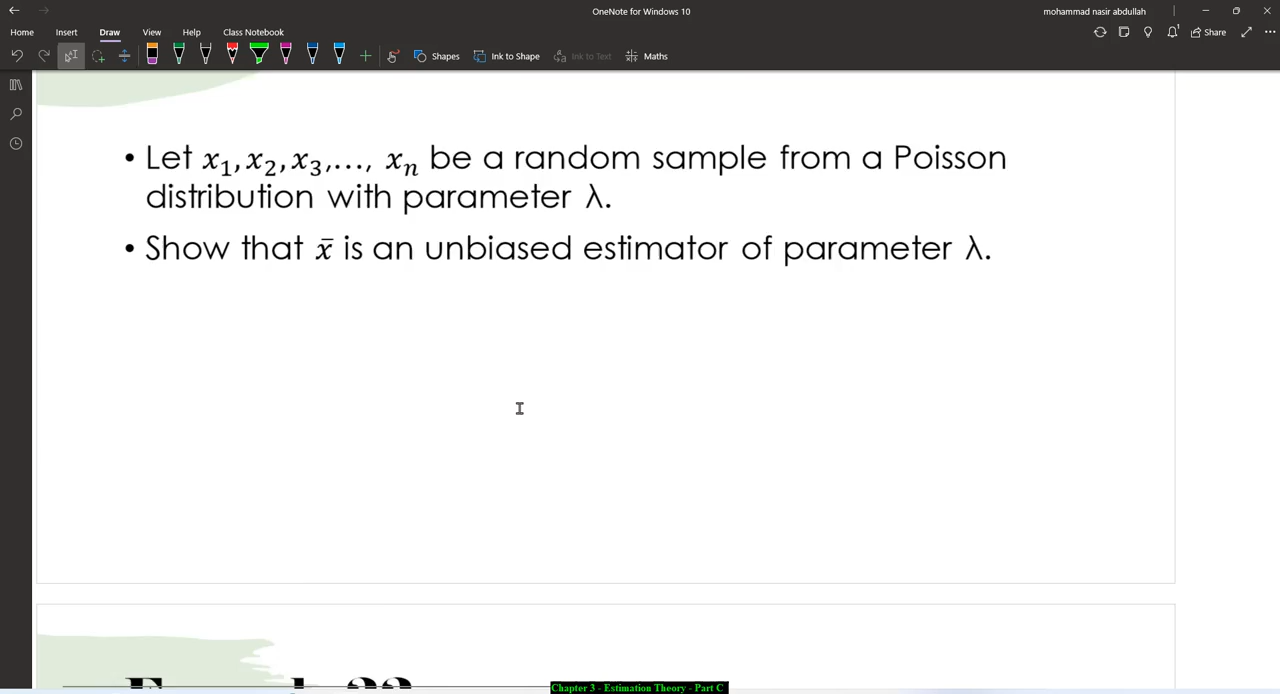 OneNote for Windows 10
mohammad nasir abdullah
Home Insert Draw View Help Class Notebook
1
Share
Shapes Ink to Shape Ink to Text Maths
• Let x₁, x₂, x₃,..., xₙ be a random sample from a Poisson
distribution with parameter λ.
• Show that x̄ is an unbiased estimator of parameter λ.
Chapter 3 - Estimation Theory - Part C